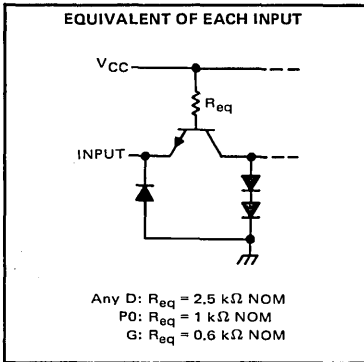 EQUIVALENT OF EACH INPUT
VCC
Req
INPUT
Any D: Req = 2.5 kΩ NOM
P0: Req = 1 kΩ NOM
G: Req = 0.6 kΩ NOM